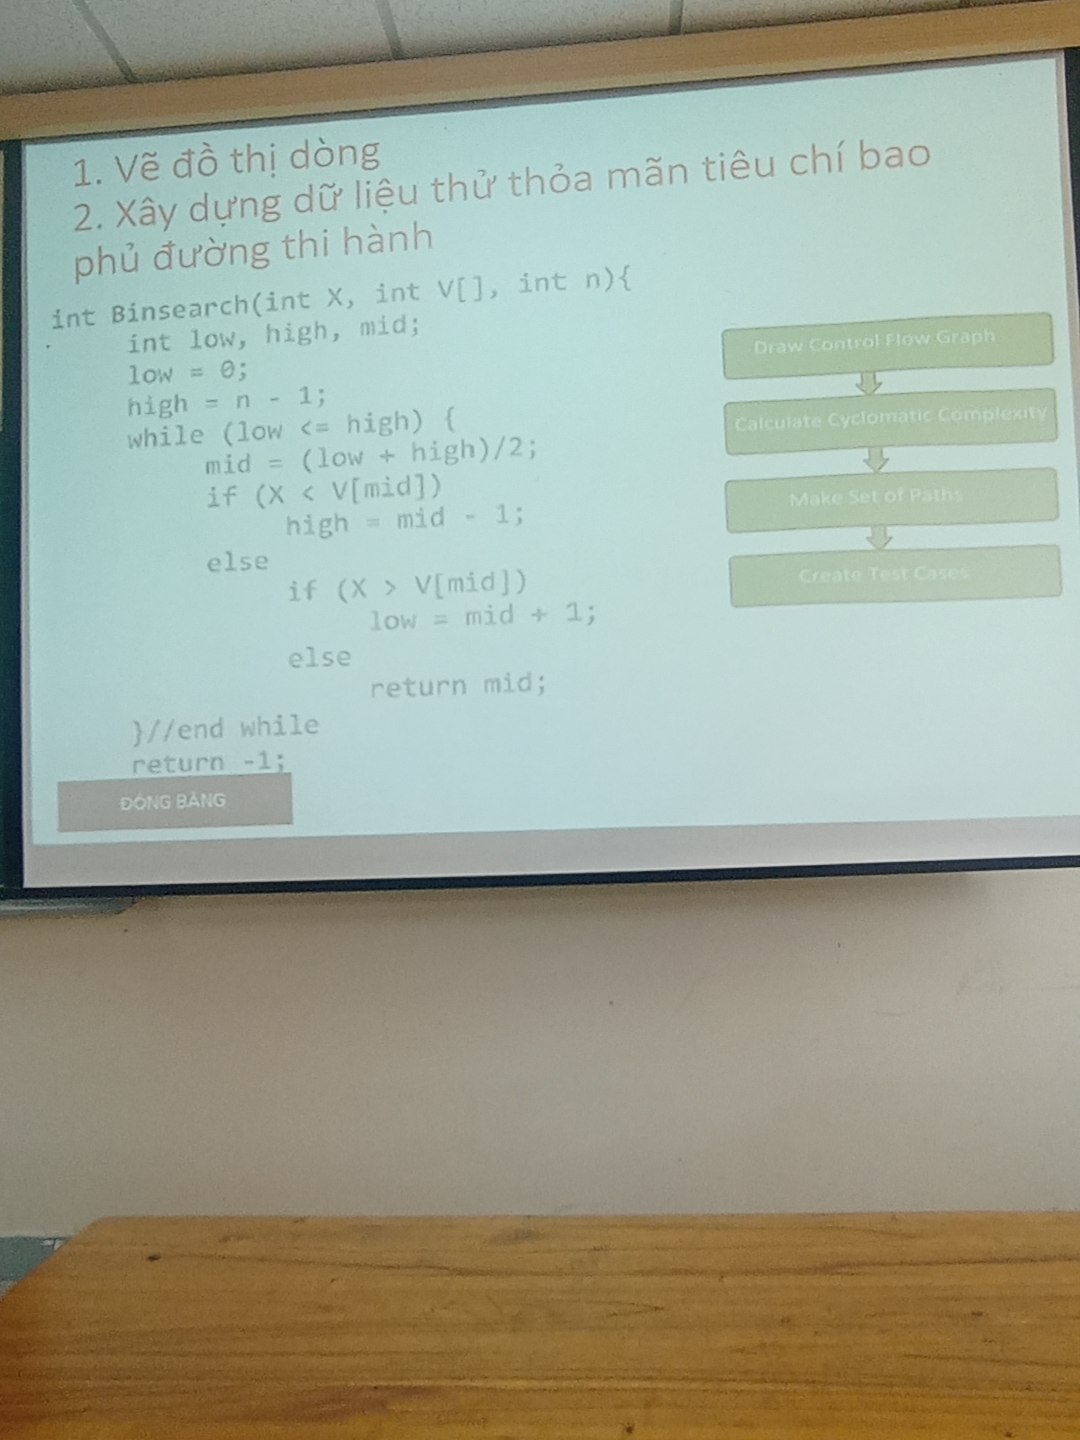 1. Vẽ đồ thị dòng
2. Xây dựng dữ liệu thử thỏa mãn tiêu chí bao
phủ đường thi hành
int Binsearch(int X, int V[], int n){
int low, high, mid;
low = 0;
high = n - 1;
while (low <= high) {
mid = (low + high)/2;
if (X < V[mid])
high = mid - 1;
else
if (X > V[mid])
low = mid + 1;
else
return mid;
}//end while
return -1;
ĐÓNG BĂNG
Draw Control Flow Graph
Calculate Cyclomatic Complexity
Make Set of Paths
Create Test Cases